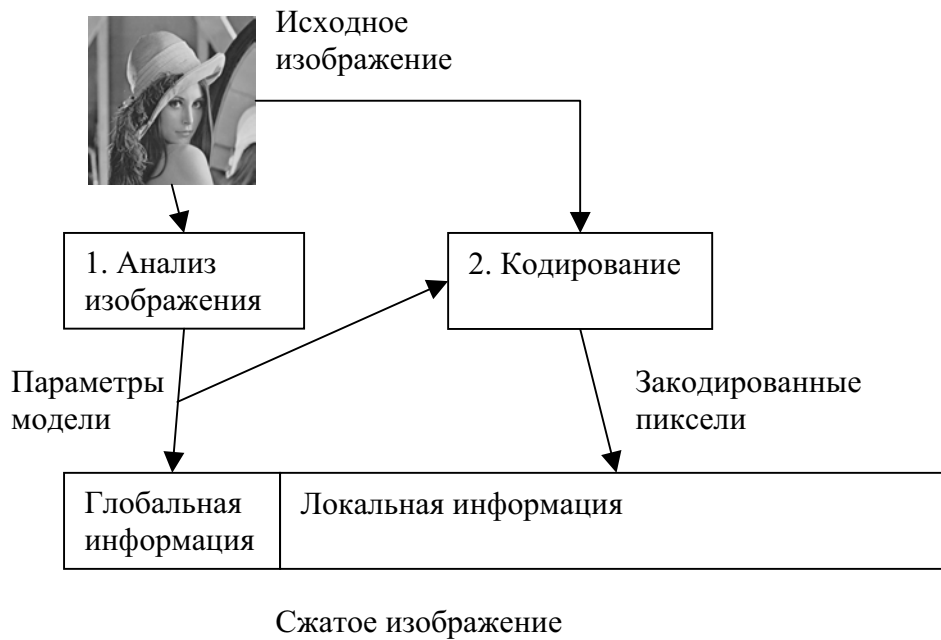 Исходное
изображение
1. Анализ
изображения
2. Кодирование
Параметры
модели
Закодированные
пиксели
Глобальная
информация
Локальная информация
Сжатое изображение